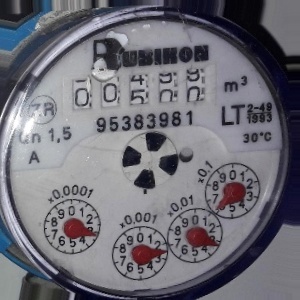 RUBIKON
m³
ZR
95383981
LT 2-49
1993
Qn 1,5
30°C
A
x0,0001
x0,001
x0,01
x0,1